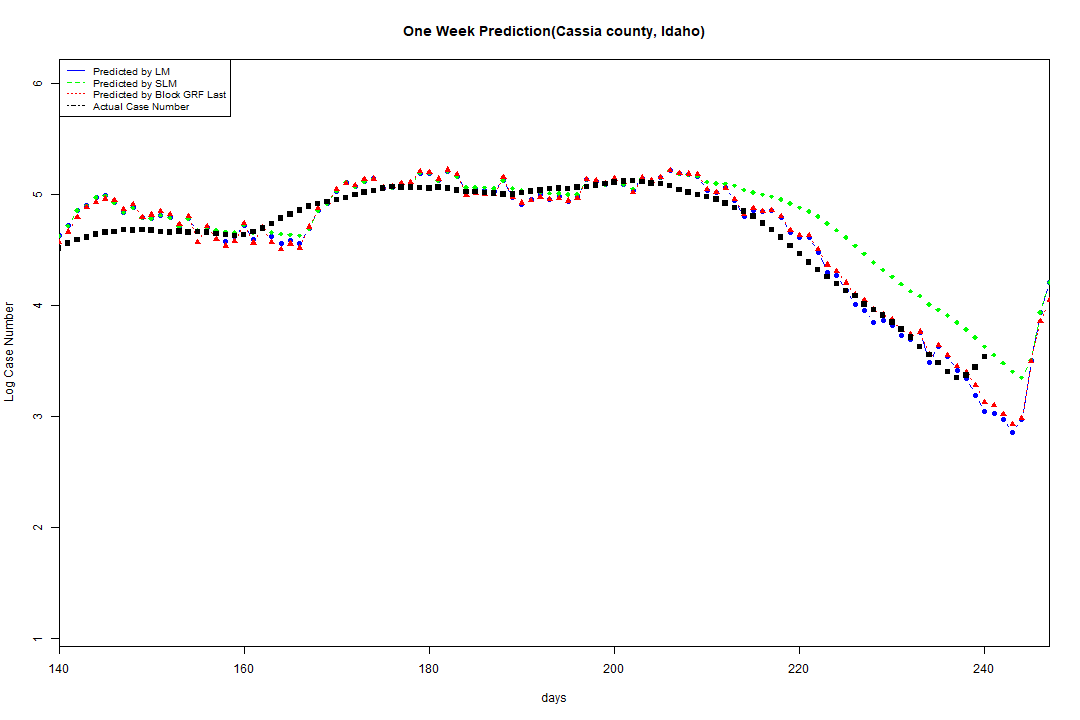 One Week Prediction(Cassia county, Idaho)
Predicted by LM
Predicted by SLM
Predicted by Block GRF Last
Actual Case Number
6
5
4
3
2
1
Log Case Number
140 160 180 200 220 240
days